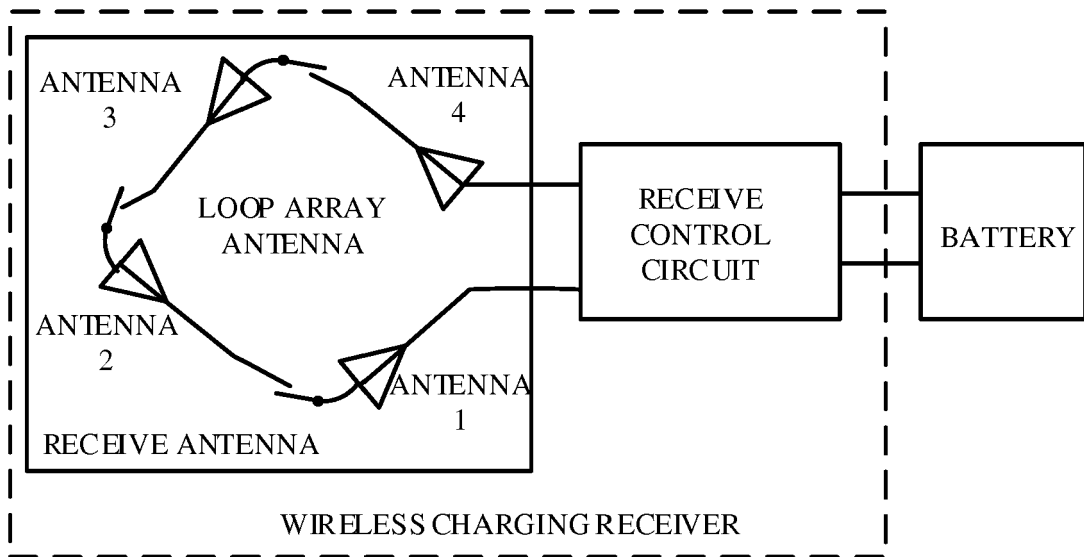 ANTENNA
3
ANTENNA
4
LOOP ARRAY
ANTENNA
ANTENNA
2
ANTENNA
1
RECEIVE ANTENNA
RECEIVE
CONTROL
CIRCUIT
BATTERY
WIRELESS CHARGING RECEIVER